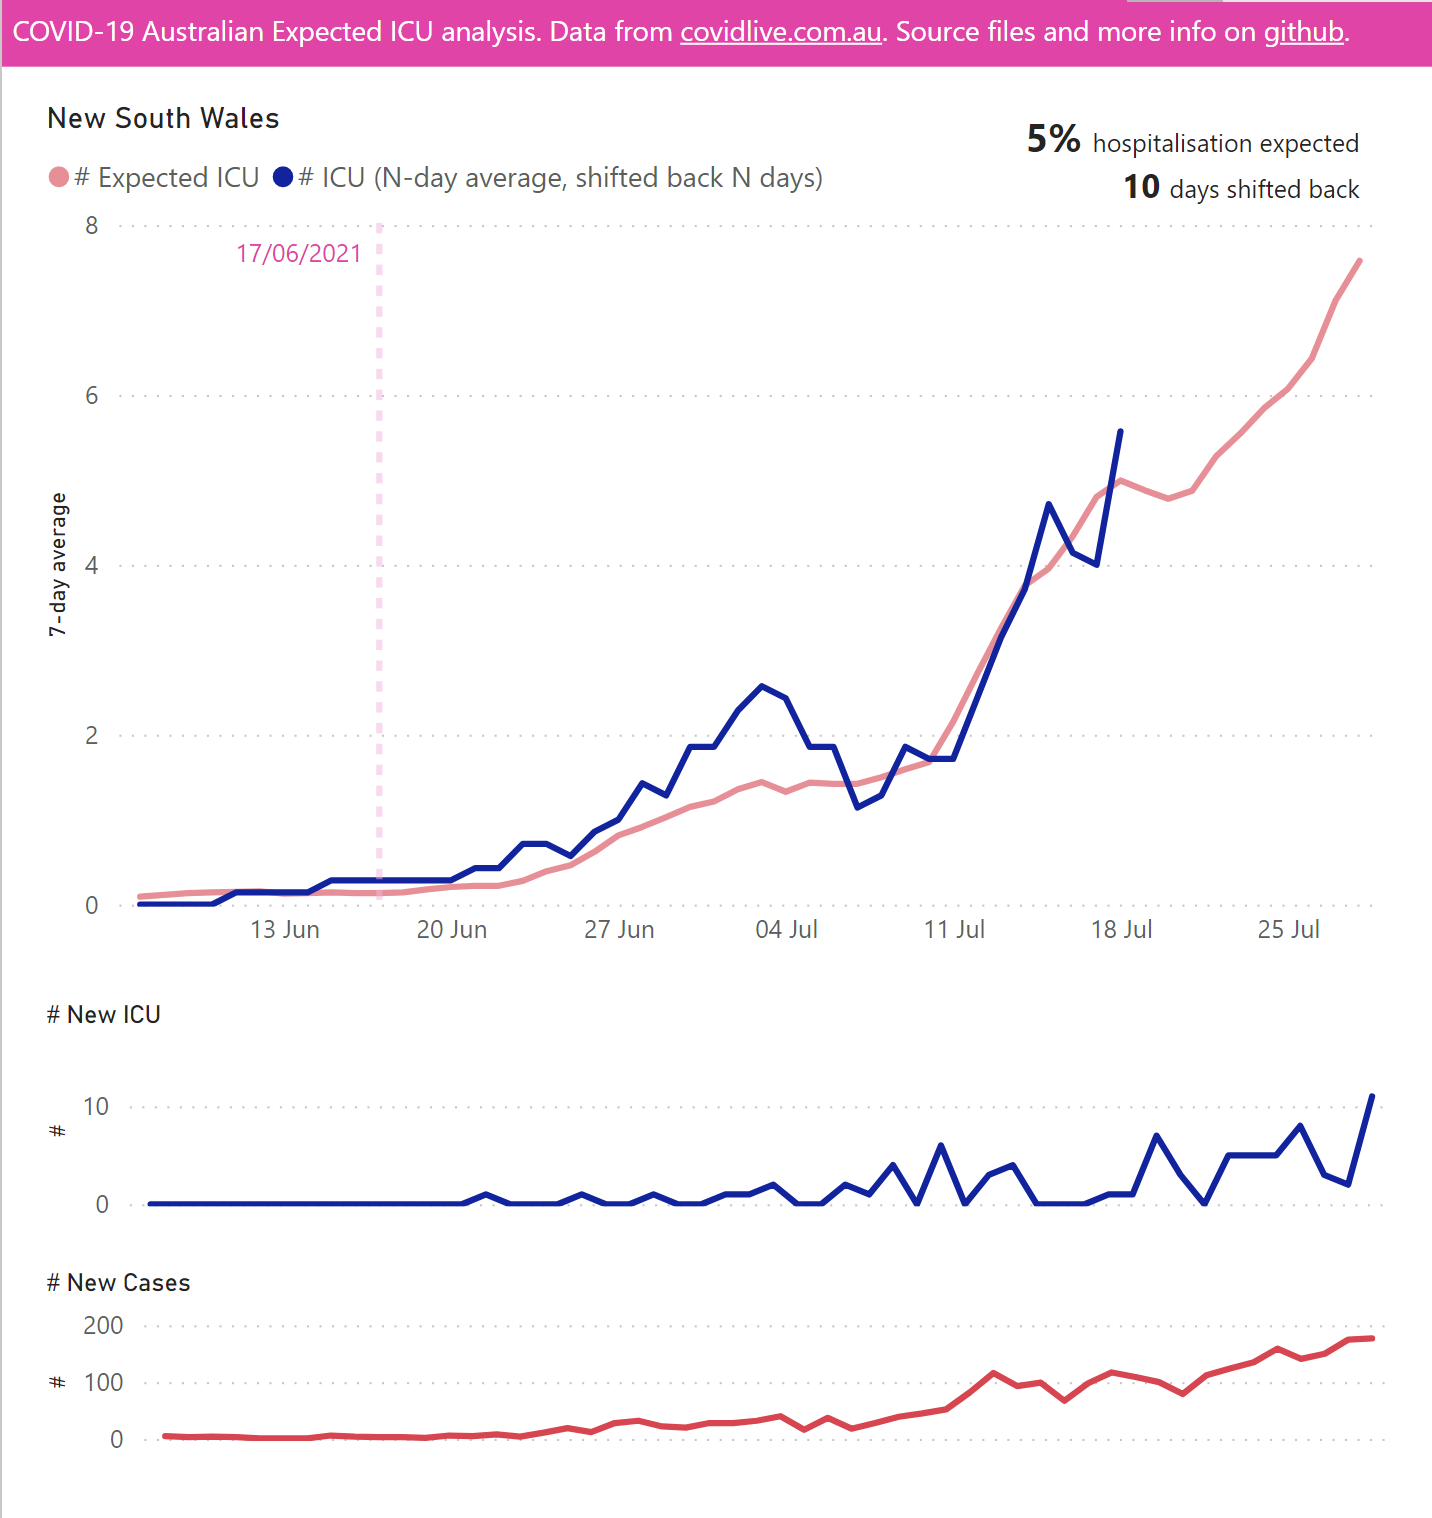 COVID-19 Australian Expected ICU analysis. Data from covidlive.com.au. Source files and more info on github.
New South Wales
5% hospitalisation expected
# Expected ICU # ICU (N-day average, shifted back N days)
10 days shifted back
8
17/06/2021
6
7-day average
4
2
0
13 Jun 20 Jun 27 Jun 04 Jul 11 Jul 18 Jul 25 Jul
# New ICU
10
#
0
# New Cases
200
#
100
0